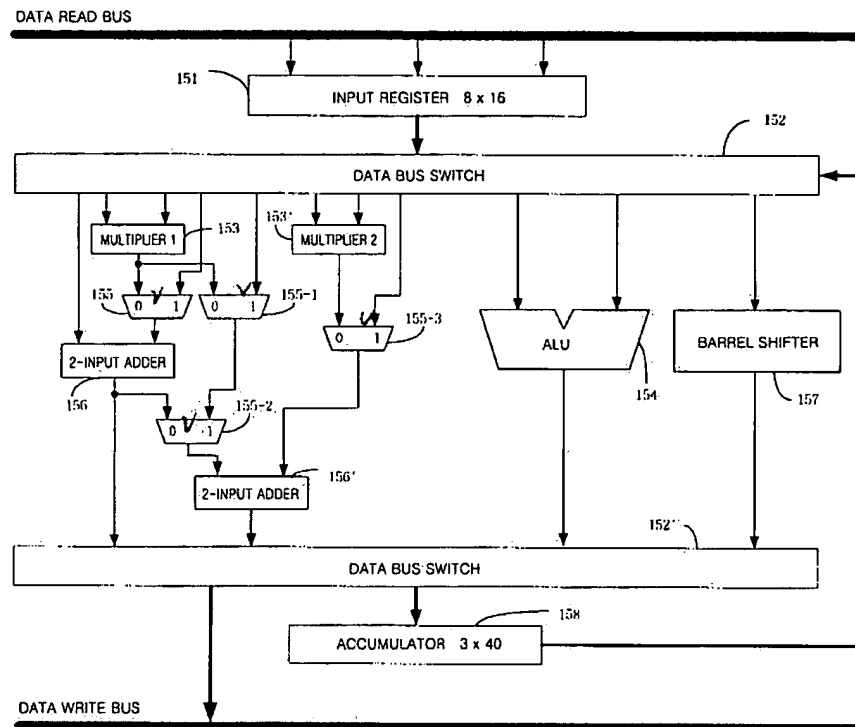 DATA READ BUS
151
INPUT REGISTER 8 x 16
152
DATA BUS SWITCH
MULTIPLIER 1
153
153'
MULTIPLIER 2
155
0 1
0 1
155-1
0 1
155-3
ALU
154
BARREL SHIFTER
157
2-INPUT ADDER
156
0 1
155-2
2-INPUT ADDER
156'
152'
DATA BUS SWITCH
158
ACCUMULATOR 3 x 40
DATA WRITE BUS